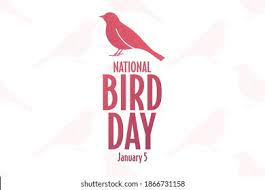 NATIONAL
BIRD
DAY
January 5
shutterstock.com · 1866731158